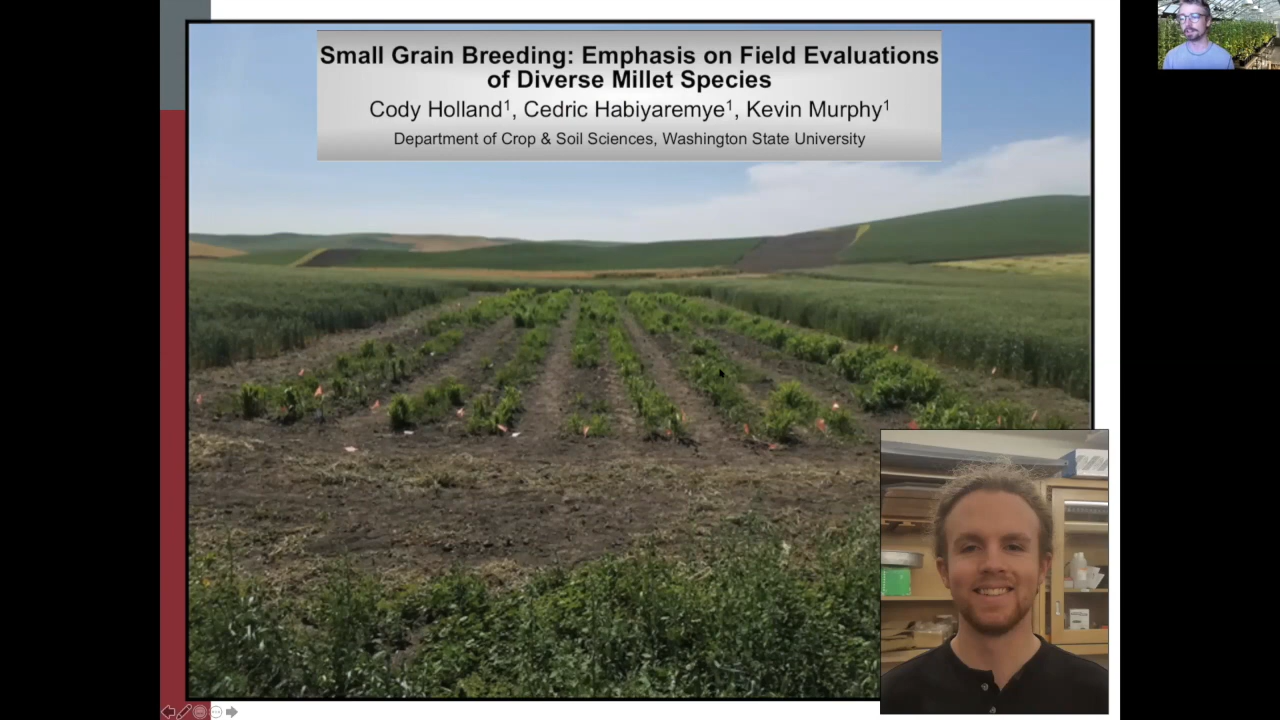 Small Grain Breeding: Emphasis on Field Evaluations
of Diverse Millet Species
Cody Holland¹, Cedric Habiyaremye¹, Kevin Murphy¹
Department of Crop & Soil Sciences, Washington State University